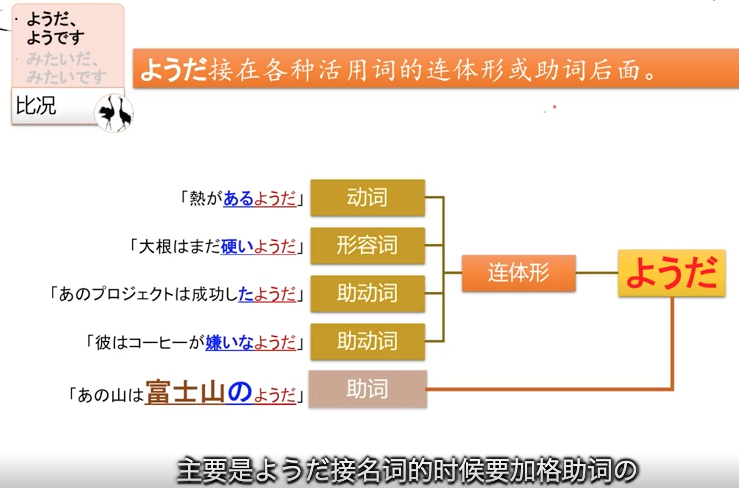 · ようだ、
ようです
· みたいだ、
みたいです
比况
ようだ接在各种活用词的连体形或助词后面。
「熱があるようだ」
动词
「大根はまだ硬いようだ」
形容词
连体形
ようだ
「あのプロジェクトは成功したようだ」
助动词
「彼はコーヒーが嫌いなようだ」
助动词
「あの山は富士山のようだ」
助词
主要是ようだ接名词的时候要加格助词の